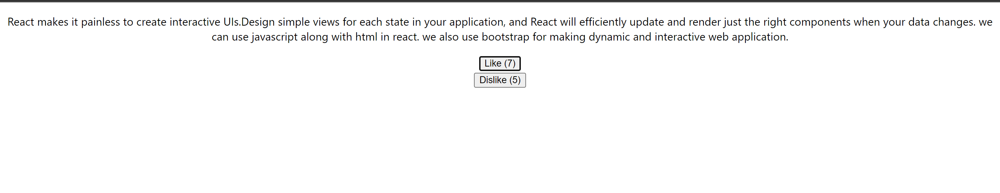 React makes it painless to create interactive UIs.Design simple views for each state in your application, and React will efficiently update and render just the right components when your data changes. we
can use javascript along with html in react. we also use bootstrap for making dynamic and interactive web application.
Like (7)
Dislike (5)